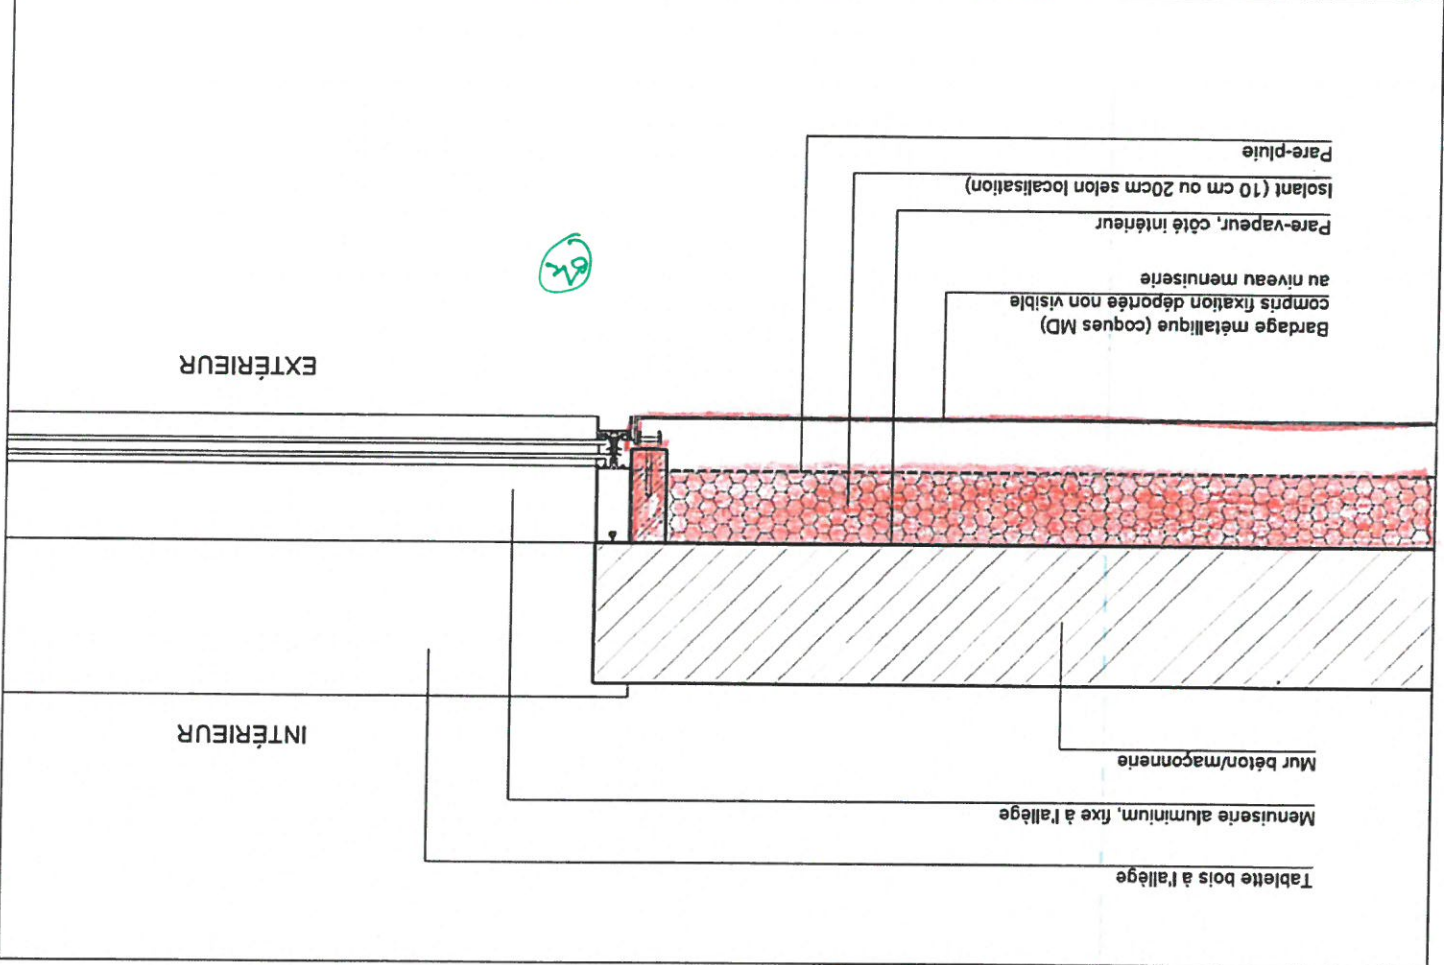 Tablette bois à l'allège
Menuiserie aluminium, fixe à l'allège
Mur béton/maçonnerie
INTÉRIEUR
EXTÉRIEUR
Bardage métallique (coques MD)
compris fixation déportée non visible
au niveau menuiserie
Pare-vapeur, côté intérieur
Isolant (10 cm ou 20cm selon localisation)
Pare-pluie